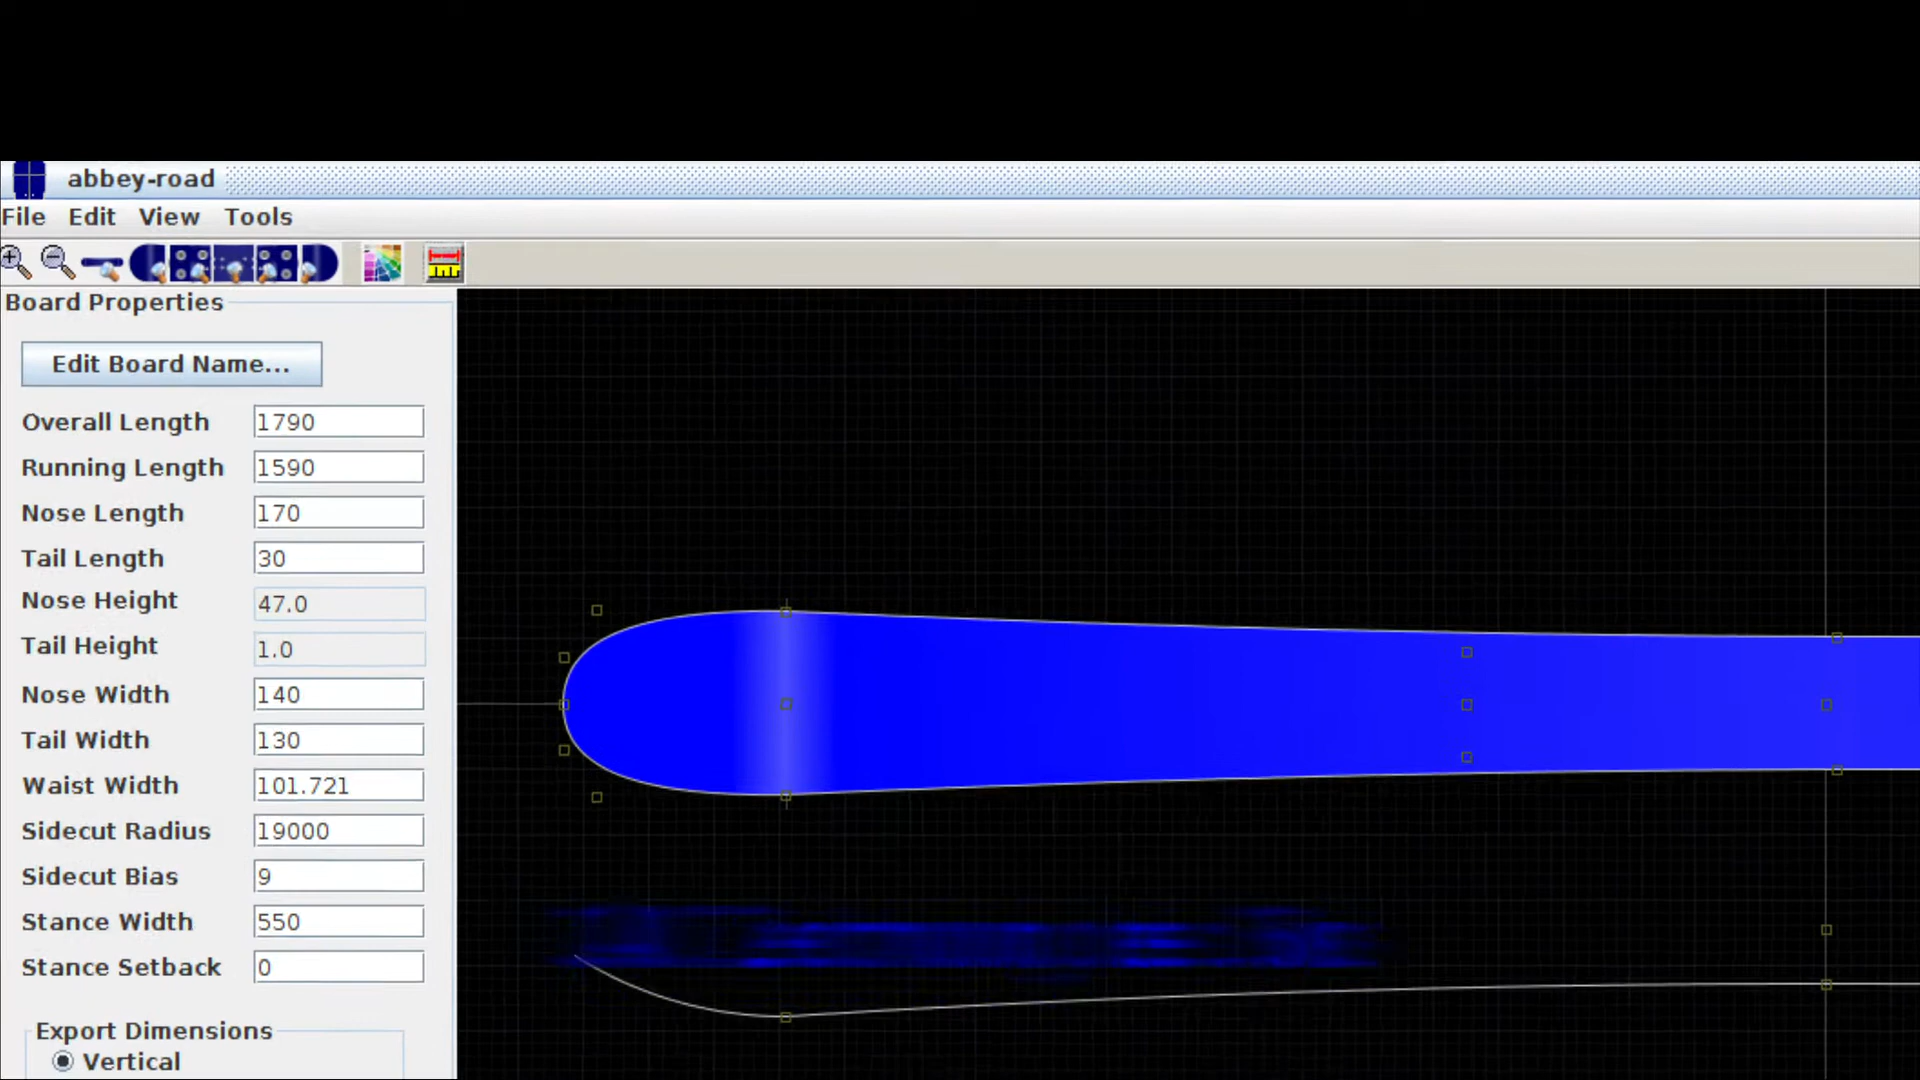 abbey-road
File Edit View Tools
Board Properties
Edit Board Name...
Overall Length 1790
Running Length 1590
Nose Length 170
Tail Length 30
Nose Height 47.0
Tail Height 1.0
Nose Width 140
Tail Width 130
Waist Width 101.721
Sidecut Radius 19000
Sidecut Bias 9
Stance Width 550
Stance Setback 0
Export Dimensions
Vertical